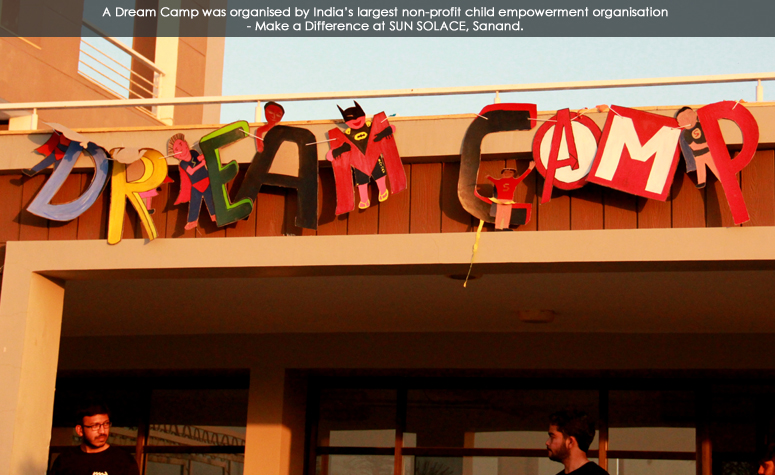 A Dream Camp was organised by India's largest non-profit child empowerment organisation
- Make a Difference at SUN SOLACE, Sanand.
DREAM CAMP